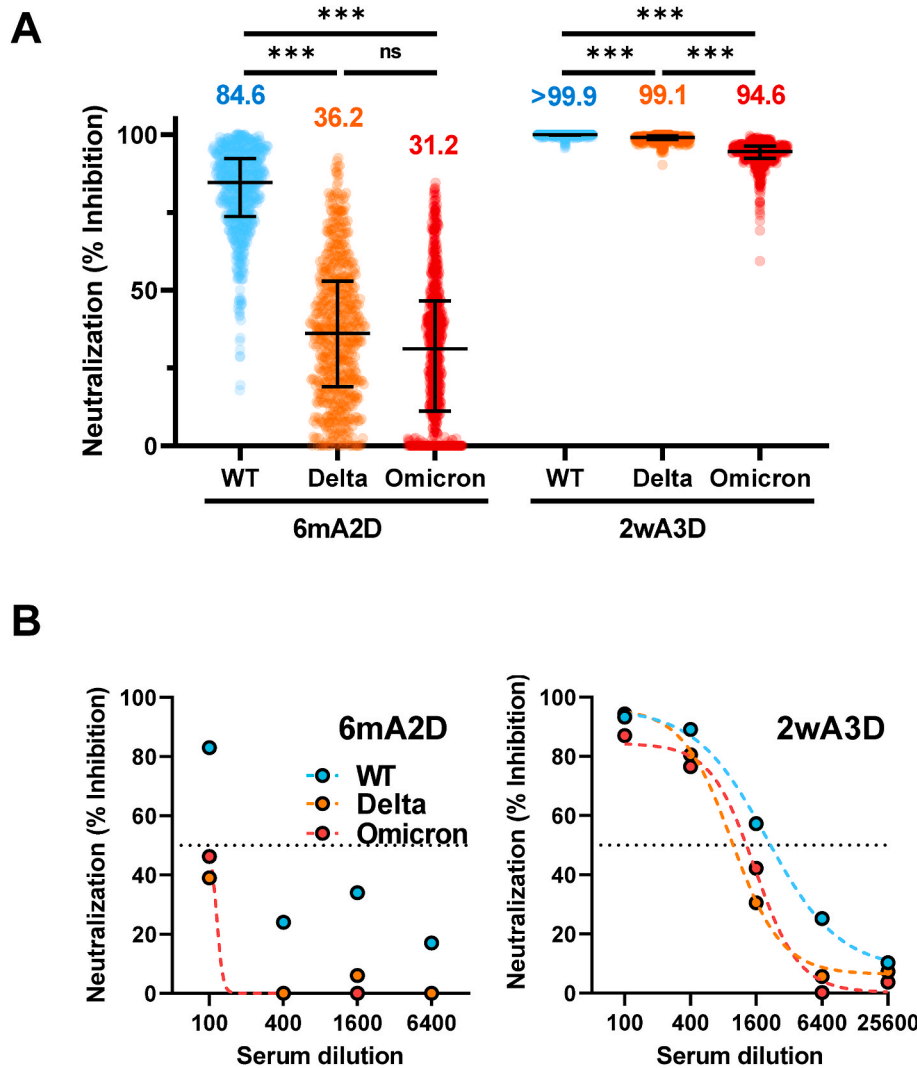 A
*** ***
*** ns *** ***
84.6 36.2 31.2 >99.9 99.1 94.6
Neutralization (% Inhibition)
100
50
0
WT Delta Omicron WT Delta Omicron
6mA2D 2wA3D
B
Neutralization (% Inhibition)
100
80
60
40
20
0
6mA2D
WT
Delta
Omicron
100 400 1600 6400
Serum dilution
Neutralization (% Inhibition)
100
80
60
40
20
0
2wA3D
100 400 1600 6400 25600
Serum dilution